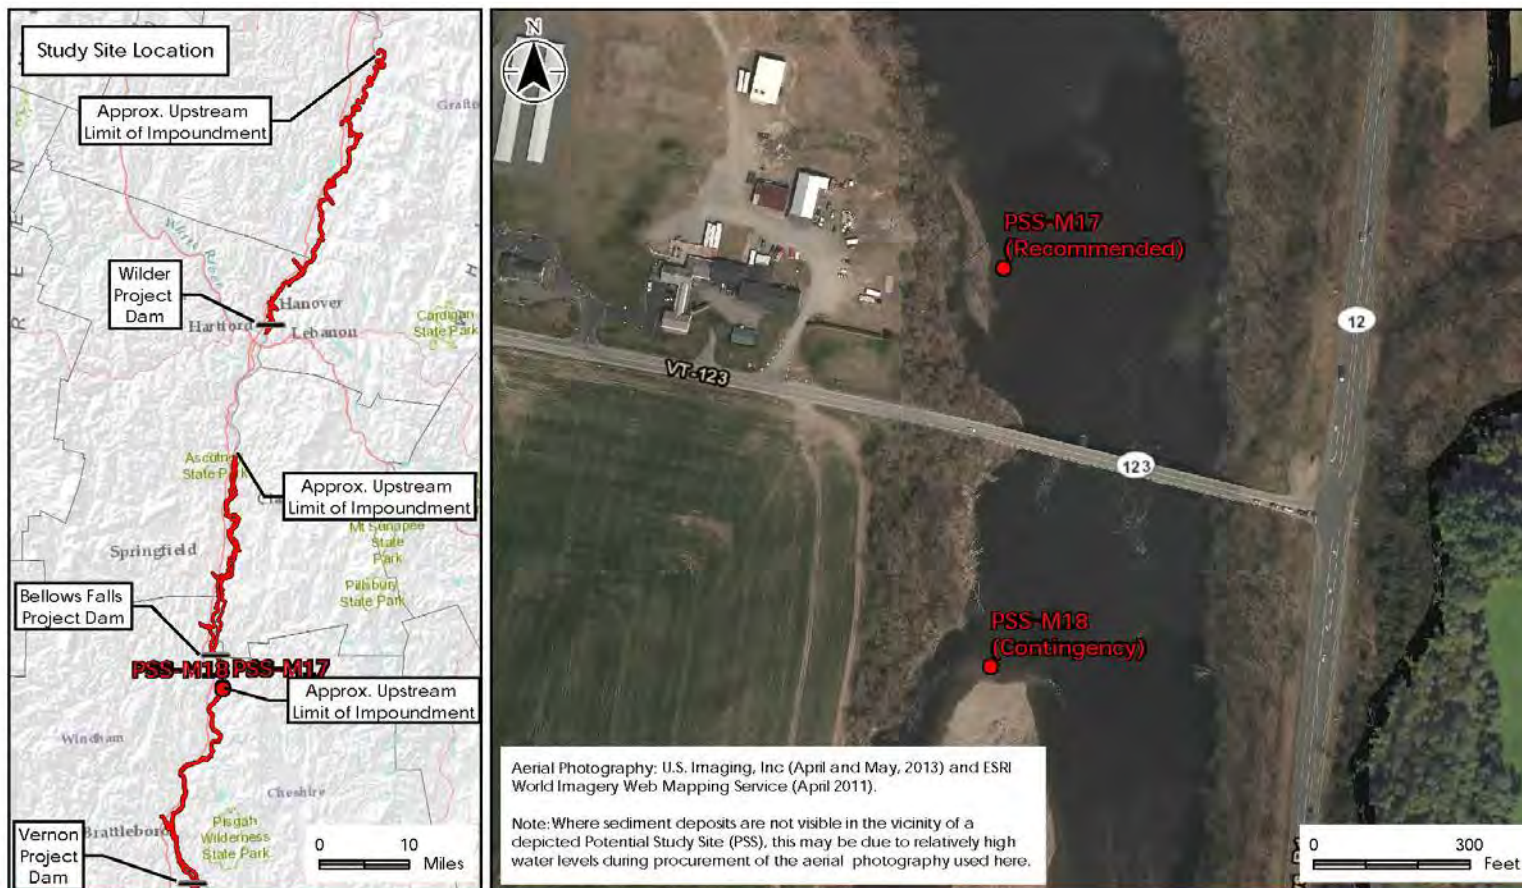 Study Site Location
Approx. Upstream
Limit of Impoundment
Grafto
White River
Wilder
Project
Dam
Hanover
Hartford
Lebanon
Cardigan
State Park
Ascutney
State Park
Approx. Upstream
Limit of Impoundment
Mt Sunapee
State
Park
Springfield
Pillsbury
State Park
Bellows Falls
Project Dam
PSS-M18 PSS-M17
Approx. Upstream
Limit of Impoundment
Windham
Cheshire
Brattleboro
Pisgah
Wilderness
State Park
Vernon
Project
Dam
0 10
Miles
N
PSS-M17
(Recommended)
12
VT-123
123
PSS-M18
(Contingency)
Aerial Photography: U.S. Imaging, Inc (April and May, 2013) and ESRI
World Imagery Web Mapping Service (April 2011).
Note: Where sediment deposits are not visible in the vicinity of a
depicted Potential Study Site (PSS), this may be due to relatively high
water levels during procurement of the aerial photography used here.
0 300
Feet